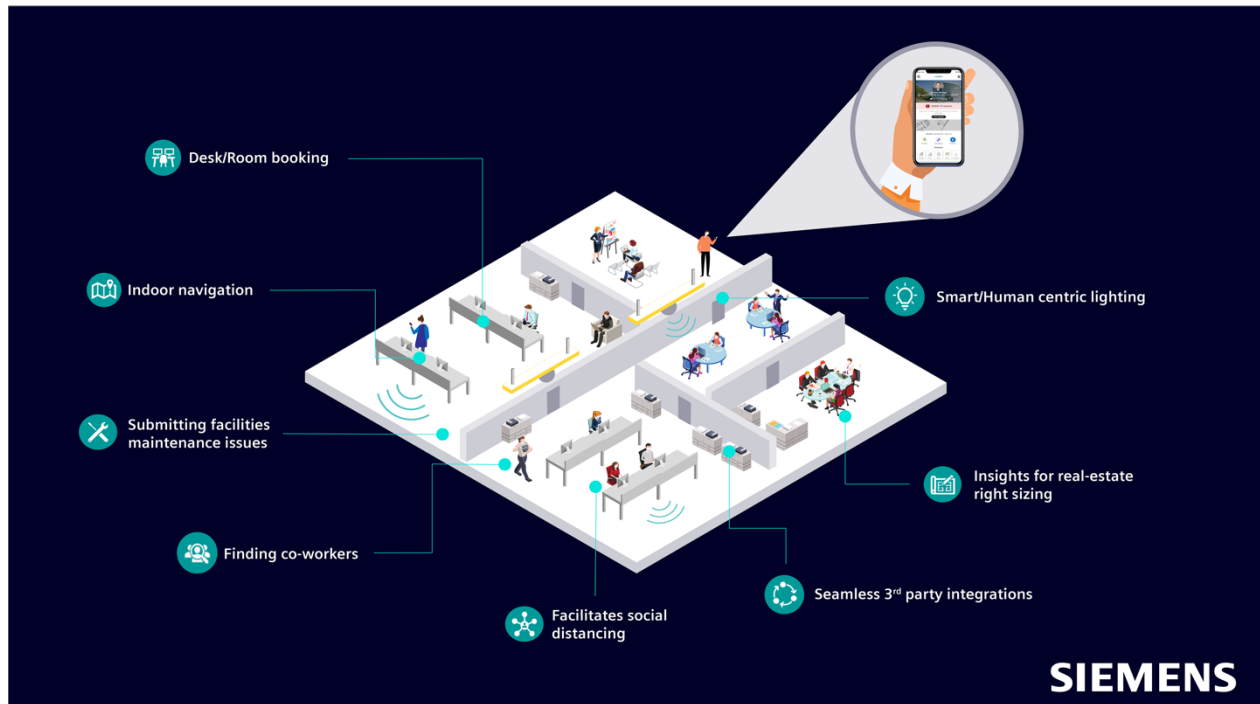 Desk/Room booking
Indoor navigation
Smart/Human centric lighting
Submitting facilities
maintenance issues
Insights for real-estate
right sizing
Finding co-workers
Seamless 3rd party integrations
Facilitates social
distancing
SIEMENS